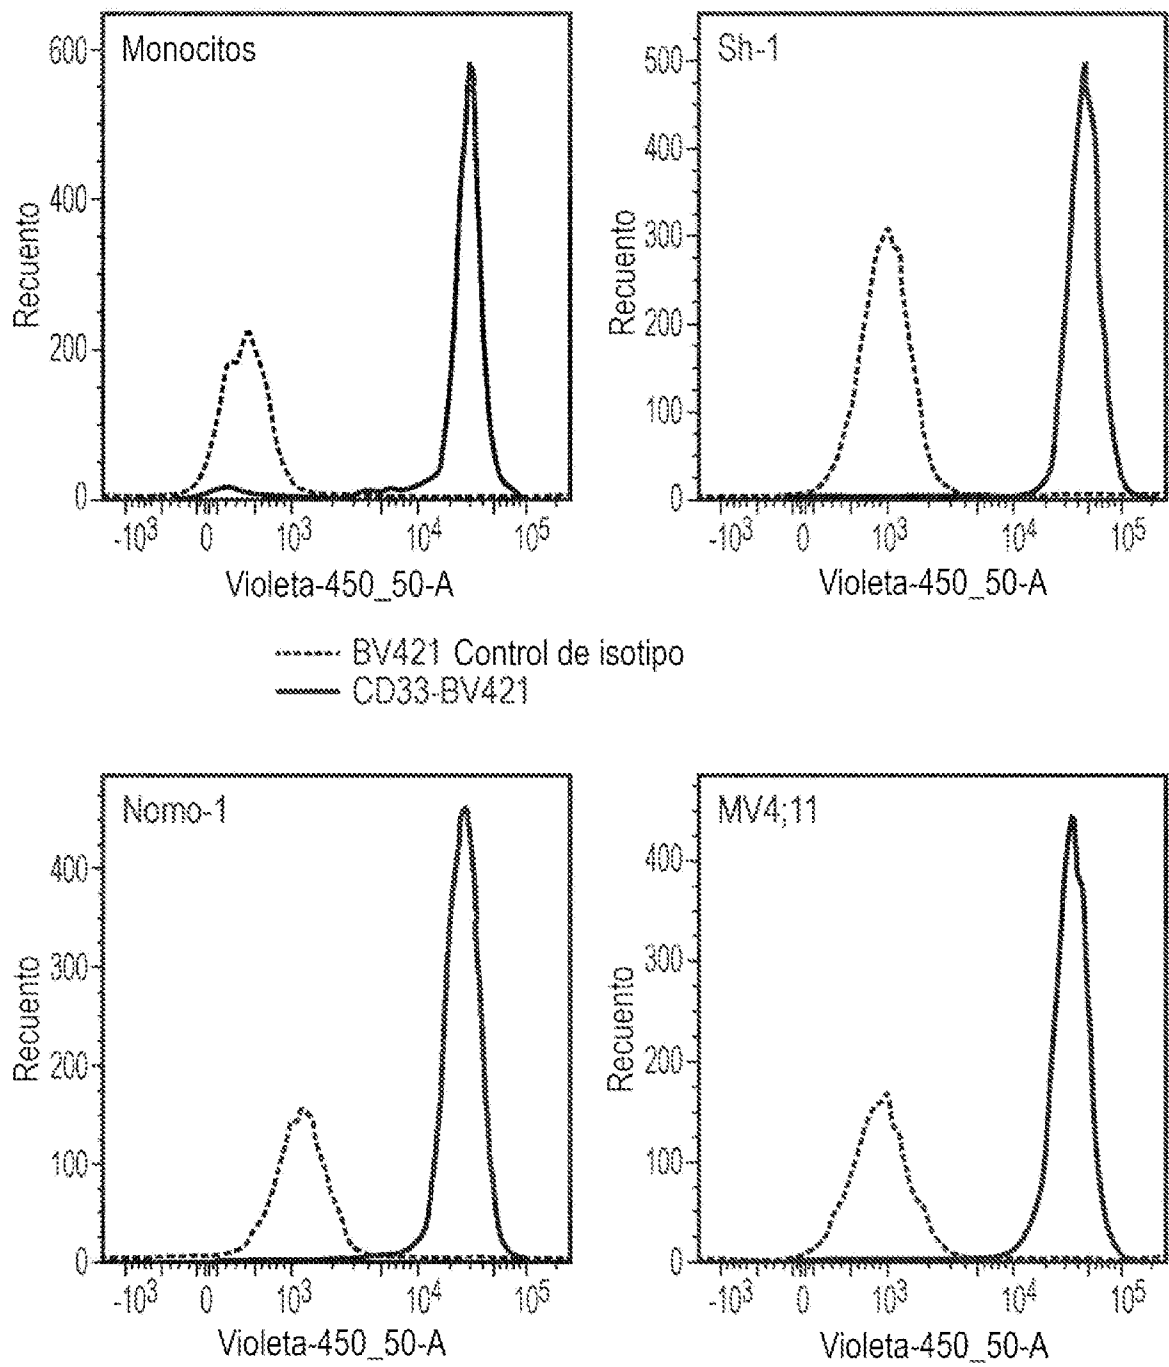 Monocitos
Recuento
600
400
200
0
-10³ 0 10³ 10⁴ 10⁵
Violeta-450_50-A
Sh-1
Recuento
500
400
300
200
100
0
-10³ 0 10³ 10⁴ 10⁵
Violeta-450_50-A
BV421 Control de isotipo
CD33-BV421
Nomo-1
Recuento
400
300
200
100
0
-10³ 0 10³ 10⁴ 10⁵
Violeta-450_50-A
MV4;11
Recuento
400
300
200
100
0
-10³ 0 10³ 10⁴ 10⁵
Violeta-450_50-A